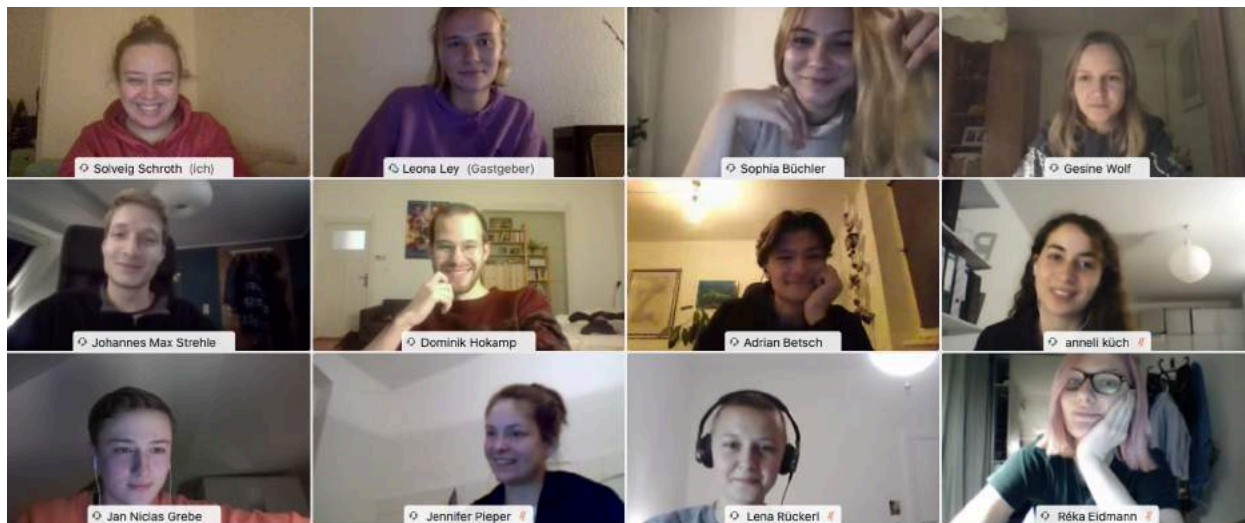 Solveig Schroth (ich)
Leona Ley (Gastgeber)
Sophia Büchler
Gesine Wolf
Johannes Max Strehle
Dominik Hokamp
Adrian Betsch
anneli küch
Jan Niclas Grebe
Jennifer Pieper
Lena Rückerl
Réka Eidmann